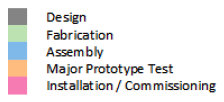 Design
Fabrication
Assembly
Major Prototype Test
Installation / Commissioning